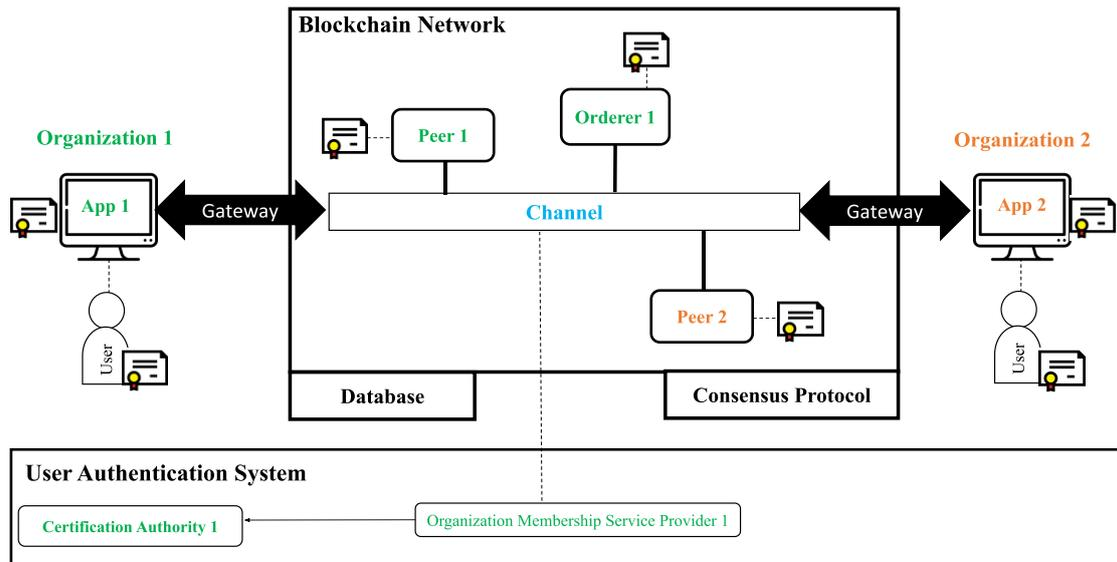 Blockchain Network
Organization 1
Peer 1
Orderer 1
Organization 2
App 1
Gateway
Channel
Gateway
App 2
Peer 2
User
User
Database
Consensus Protocol
User Authentication System
Certification Authority 1
Organization Membership Service Provider 1